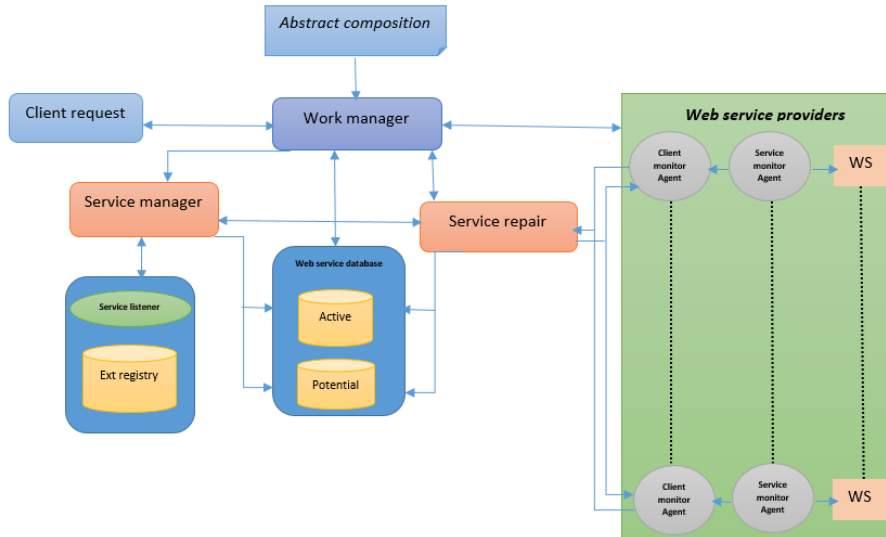 Abstract composition
Client request
Work manager
Web service providers
Client
monitor
Agent
Service
monitor
Agent
WS
Service manager
Service repair
Web service database
Service listener
Active
Ext registry
Potential
Client
monitor
Agent
Service
monitor
Agent
WS